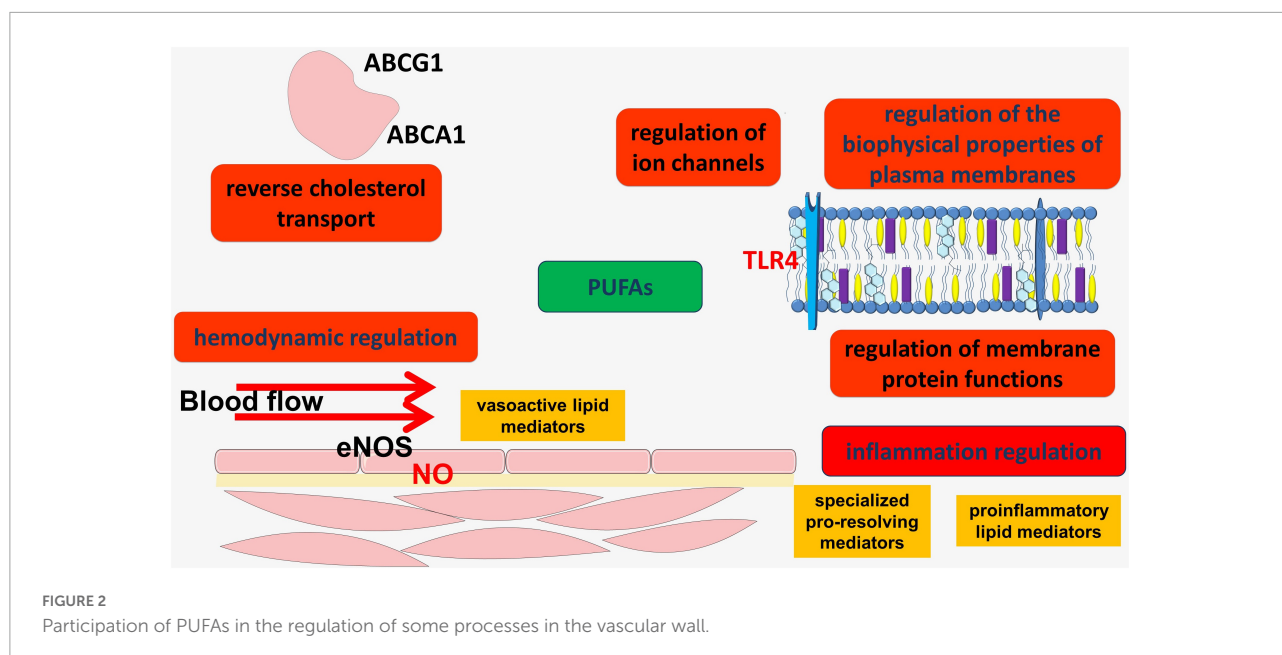 ABCG1
ABCA1
reverse cholesterol
transport
regulation of
ion channels
regulation of the
biophysical properties of
plasma membranes
TLR4
PUFAs
hemodynamic regulation
regulation of membrane
protein functions
Blood flow
vasoactive lipid
mediators
eNOS
NO
inflammation regulation
specialized
pro-resolving
mediators
proinflammatory
lipid mediators
FIGURE 2
Participation of PUFAs in the regulation of some processes in the vascular wall.